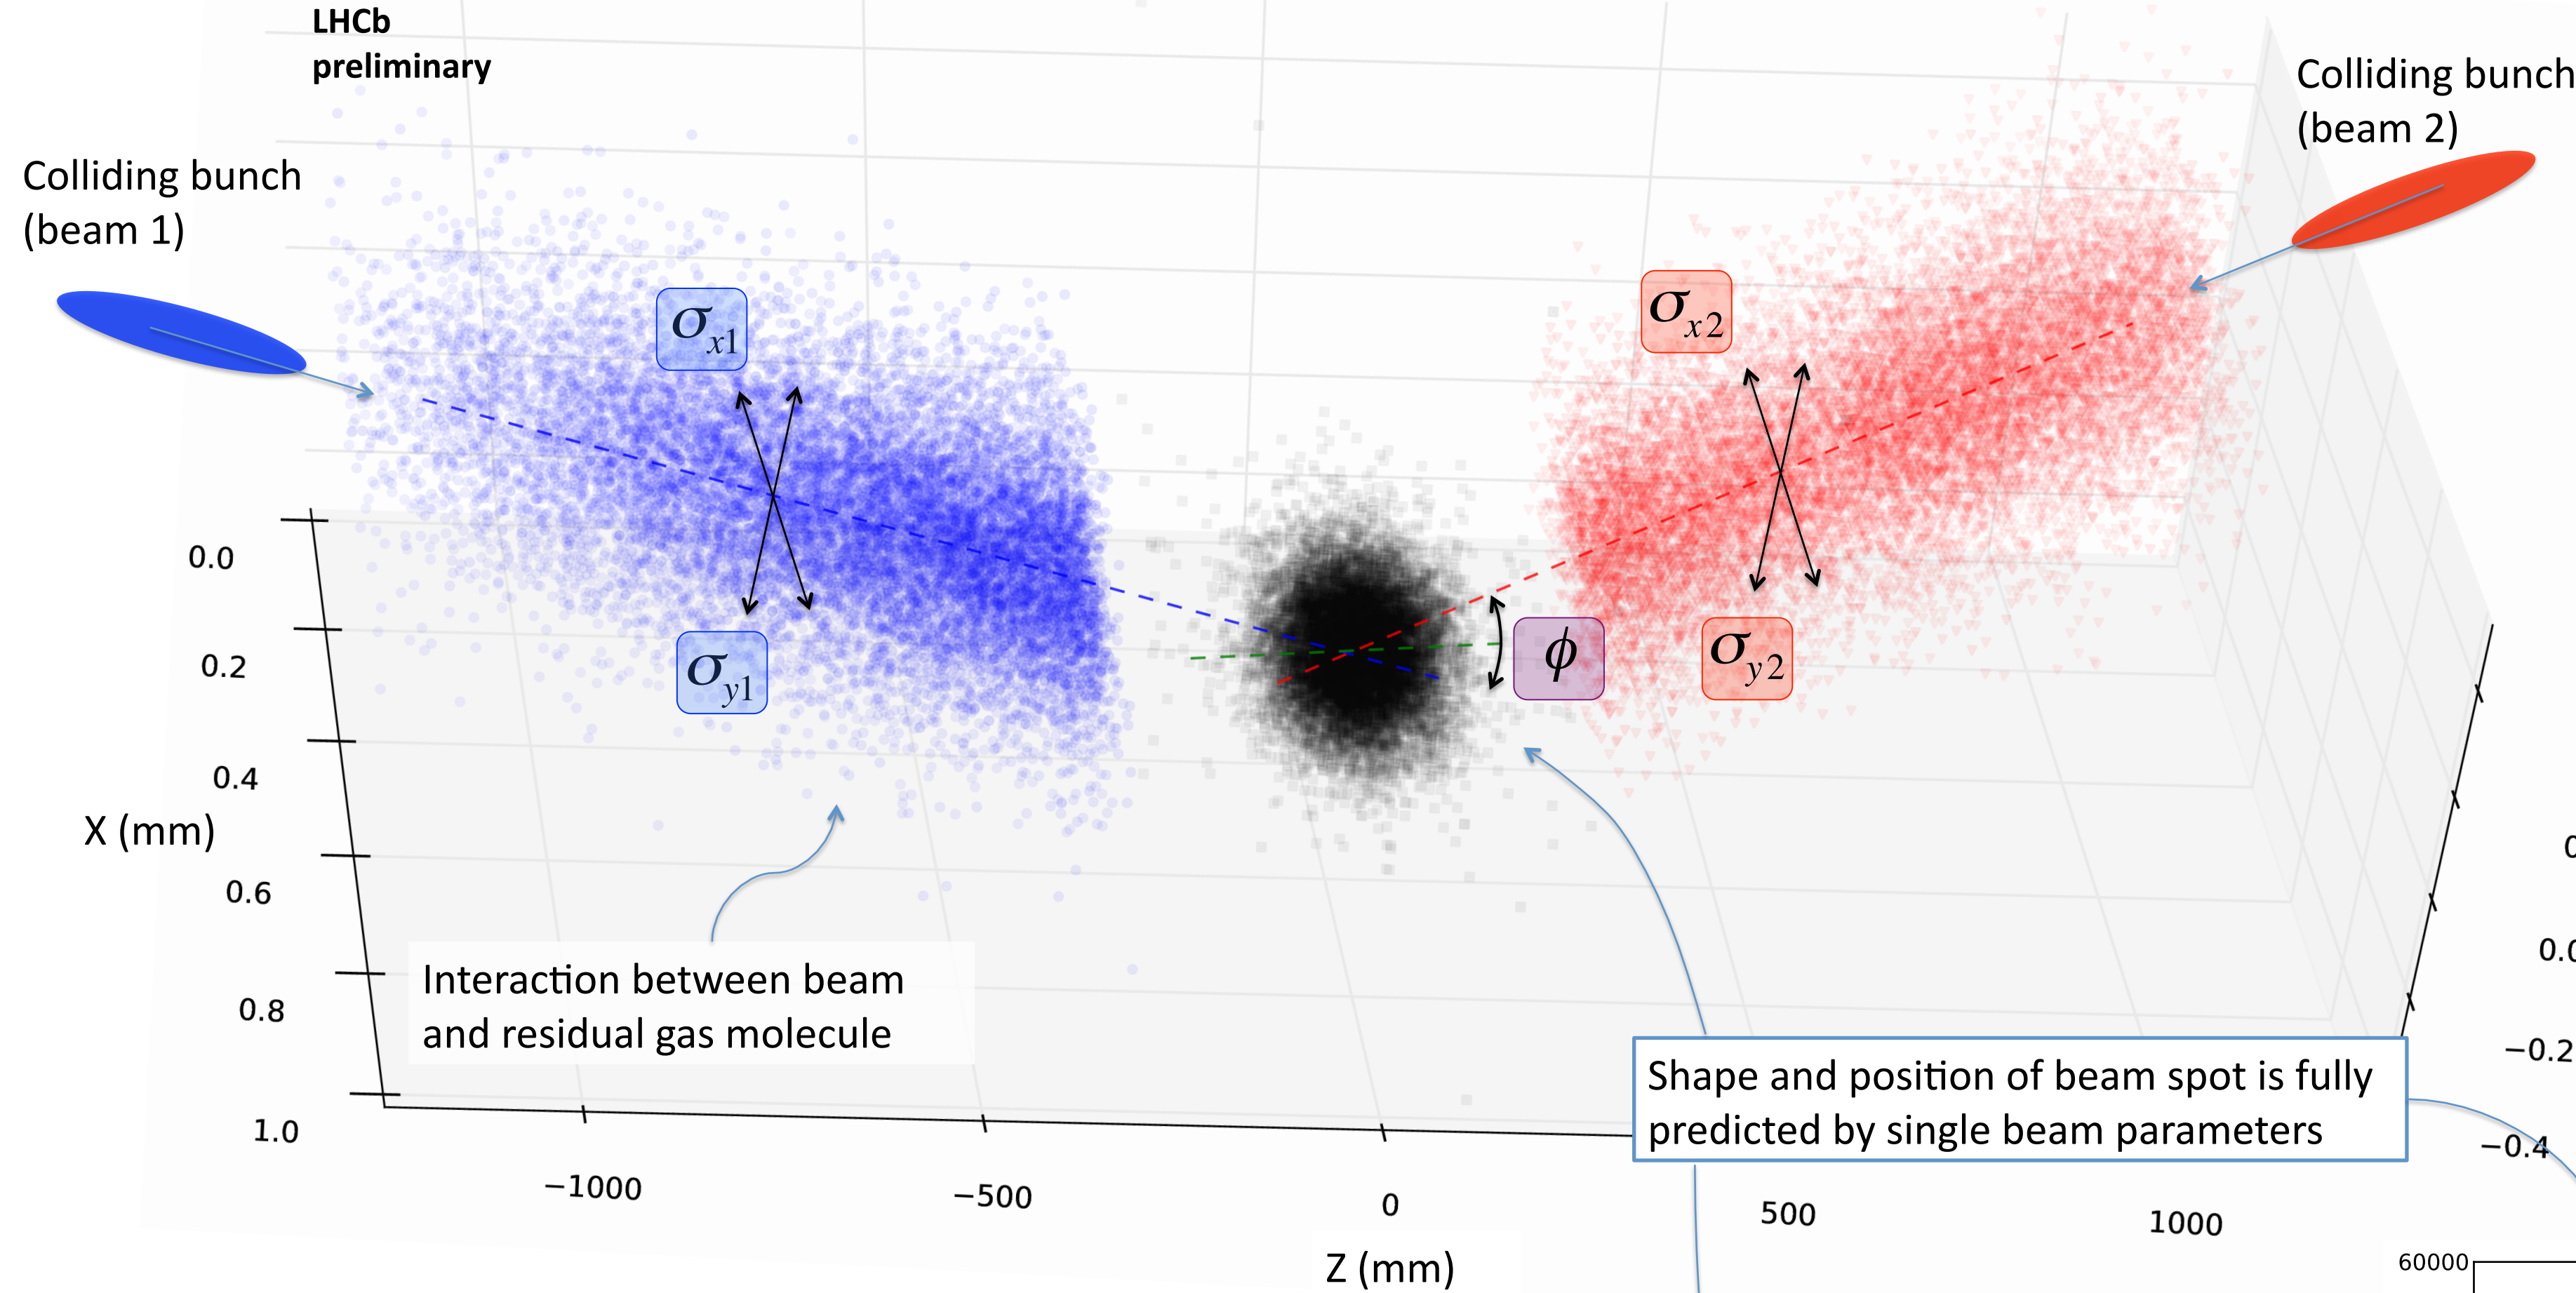 LHCb
preliminary
Colliding bunch
(beam 1)
Colliding bunch
(beam 2)
σx1
σx2
σy1
ϕ
σy2
0.0
0.2
0.4
0.6
0.8
1.0
X (mm)
Interaction between beam
and residual gas molecule
Shape and position of beam spot is fully
predicted by single beam parameters
−0.2
−0.4
−1000
−500
0
500
1000
Z (mm)
60000